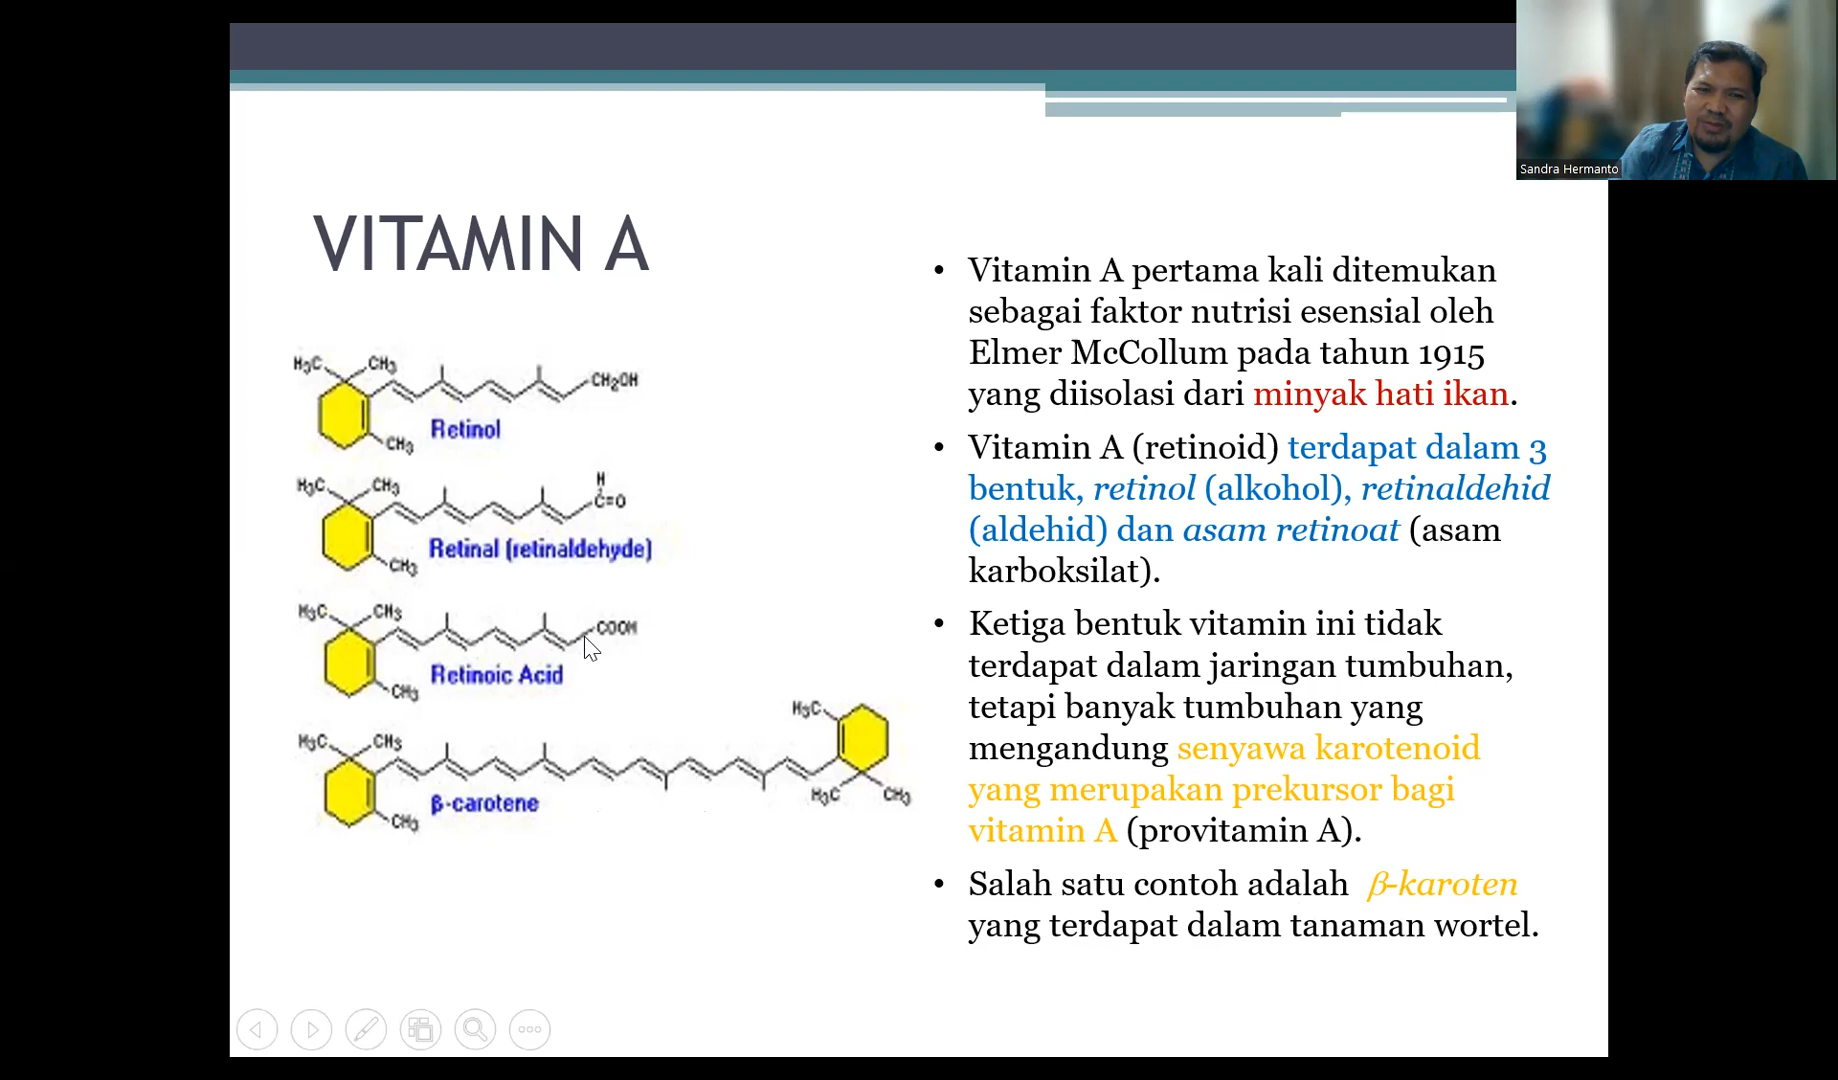 Sandra Hermanto
VITAMIN A
H₃C CH₃
CH₂OH
CH₃
Retinol
H₃C CH₃
H
C=O
CH₃
Retinal (retinaldehyde)
H₃C CH₃
COOH
CH₃
Retinoic Acid
H₃C CH₃
H₃C
CH₃
β-carotene
H₃C CH₃
• Vitamin A pertama kali ditemukan
sebagai faktor nutrisi esensial oleh
Elmer McCollum pada tahun 1915
yang diisolasi dari minyak hati ikan.
• Vitamin A (retinoid) terdapat dalam 3
bentuk, retinol (alkohol), retinaldehid
(aldehid) dan asam retinoat (asam
karboksilat).
• Ketiga bentuk vitamin ini tidak
terdapat dalam jaringan tumbuhan,
tetapi banyak tumbuhan yang
mengandung senyawa karotenoid
yang merupakan prekursor bagi
vitamin A (provitamin A).
• Salah satu contoh adalah β-karoten
yang terdapat dalam tanaman wortel.